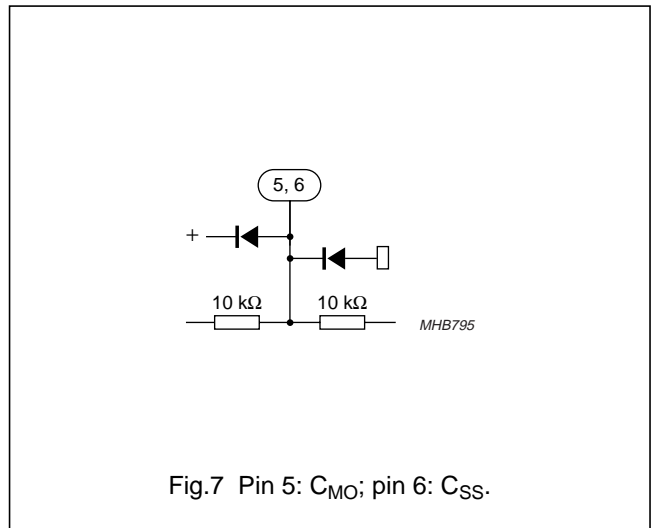 5, 6
+
10 kΩ 10 kΩ
MHB795
Fig.7 Pin 5: CMO; pin 6: CSS.